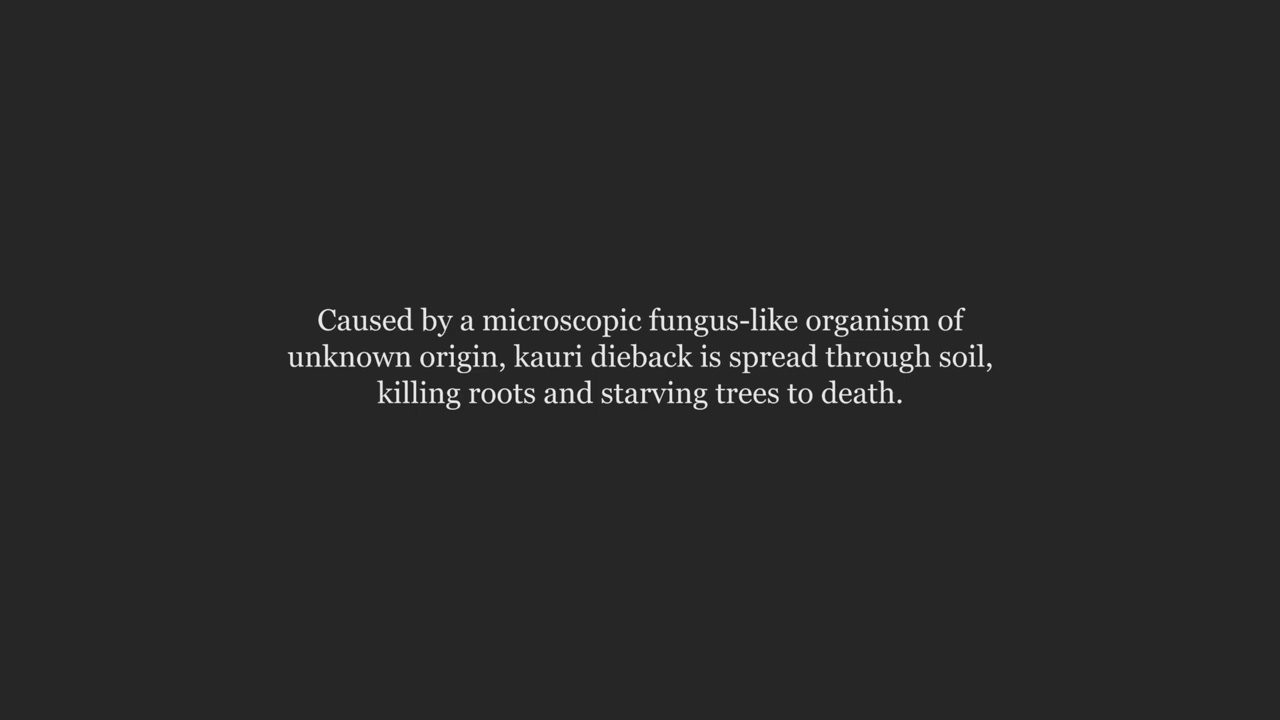 Caused by a microscopic fungus-like organism of
unknown origin, kauri dieback is spread through soil,
killing roots and starving trees to death.